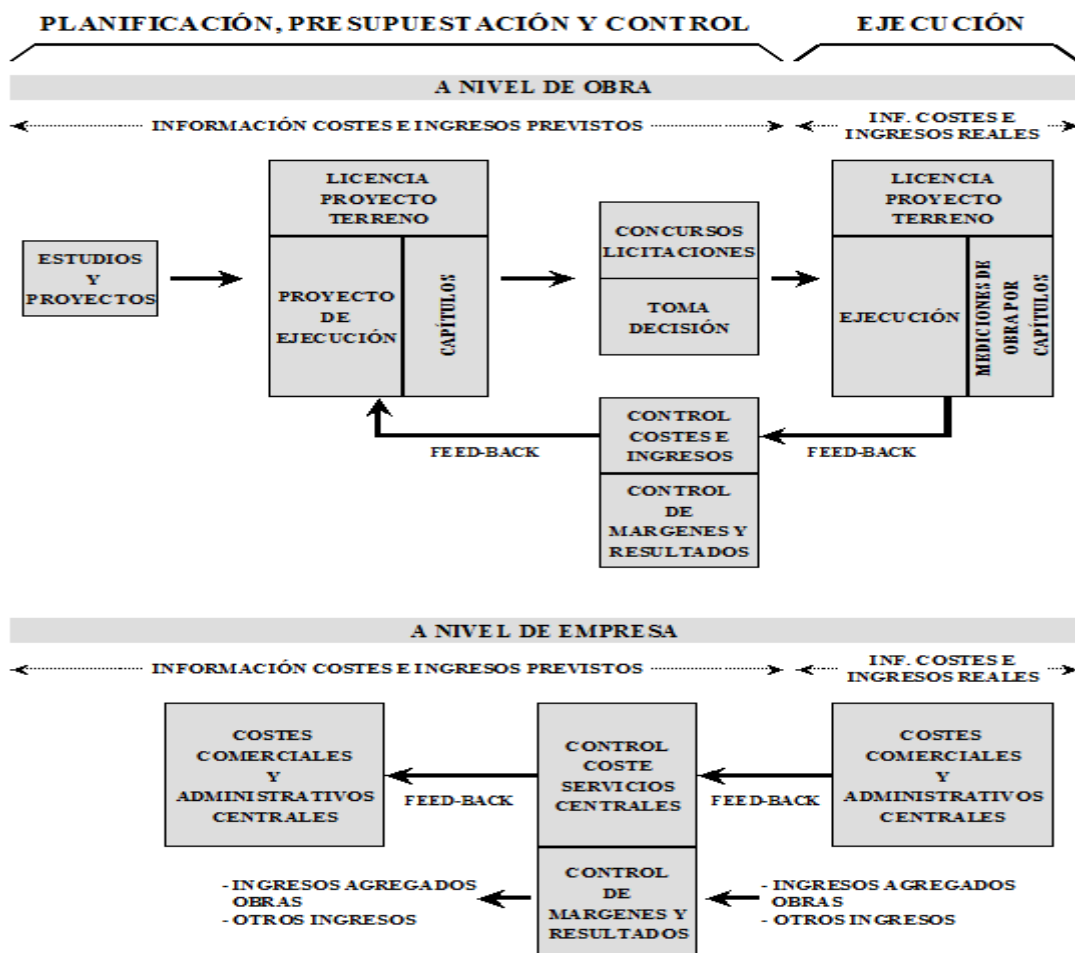 PLANIFICACIÓN, PRESUPUESTACIÓN Y CONTROL
EJECUCIÓN
A NIVEL DE OBRA
INFORMACIÓN COSTES E INGRESOS PREVISTOS
INF. COSTES E
INGRESOS REALES
ESTUDIOS
Y
PROYECTOS
LICENCIA
PROYECTO
TERRENO
PROYECTO
DE
EJECUCIÓN
CAPÍTULOS
CONCURSOS
LICITACIONES
TOMA
DECISIÓN
LICENCIA
PROYECTO
TERRENO
EJECUCIÓN
MEDICIONES DE
OBRA POR
CAPÍTULOS
FEED-BACK
CONTROL
COSTES E
INGRESOS
FEED-BACK
CONTROL
DE
MARGENES Y
RESULTADOS
A NIVEL DE EMPRESA
INFORMACIÓN COSTES E INGRESOS PREVISTOS
INF. COSTES E
INGRESOS REALES
COSTES
COMERCIALES
Y
ADMINISTRATIVOS
CENTRALES
FEED-BACK
CONTROL
COSTE
SERVICIOS
CENTRALES
FEED-BACK
COSTES
COMERCIALES
Y
ADMINISTRATIVOS
CENTRALES
- INGRESOS AGREGADOS
OBRAS
- OTROS INGRESOS
CONTROL
DE
MARGENES Y
RESULTADOS
- INGRESOS AGREGADOS
OBRAS
- OTROS INGRESOS